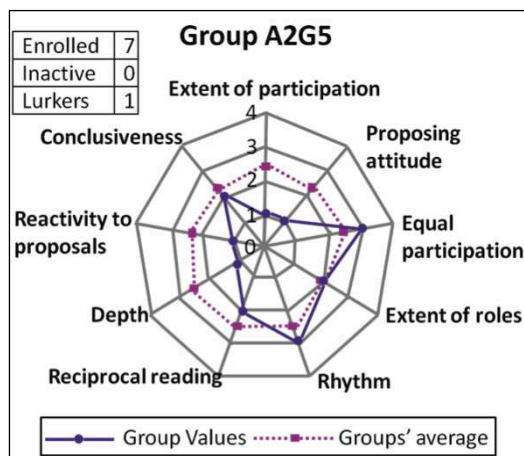 Group A2G5
Enrolled 7
Inactive 0
Lurkers 1
Extent of participation
Proposing
attitude
Equal
participation
Extent of roles
Rhythm
Reciprocal reading
Depth
Reactivity to
proposals
Conclusiveness
4
3
2
1
0
Group Values
Groups' average